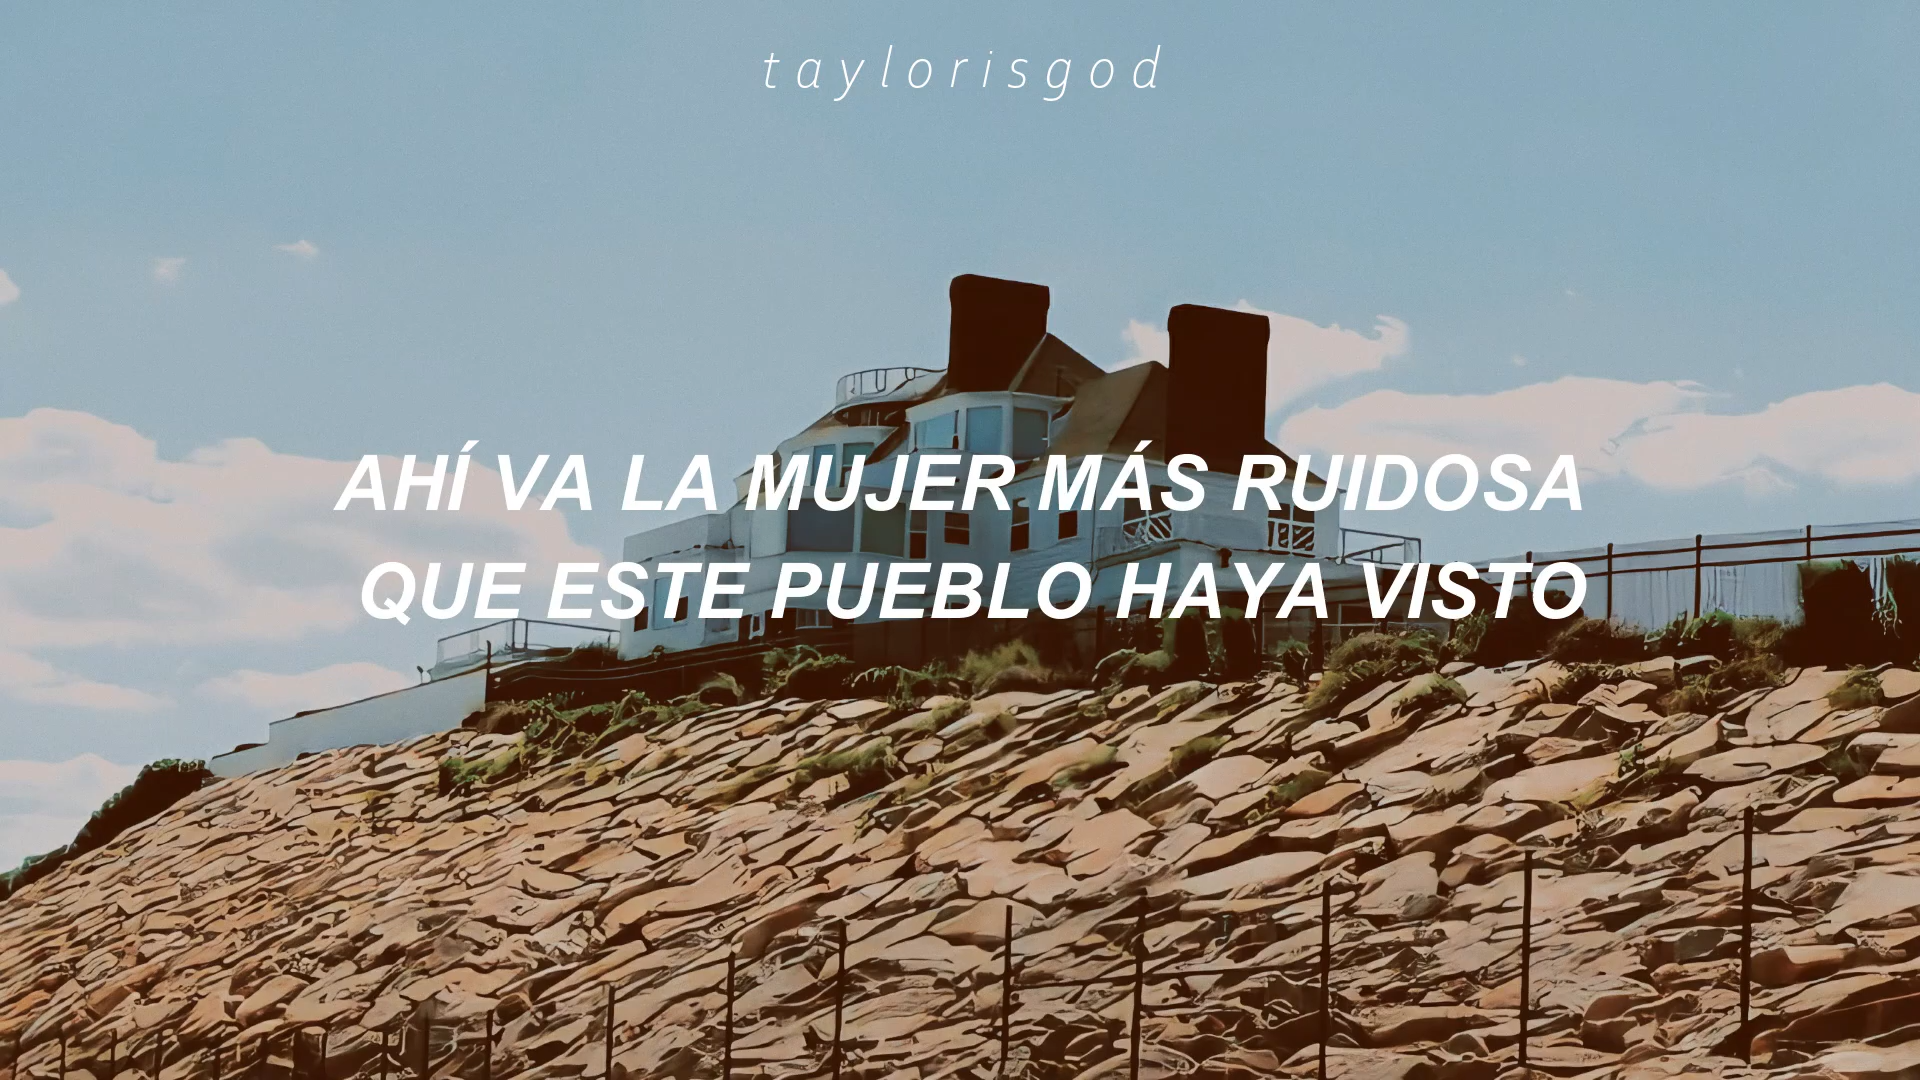 taylorisgod
AHÍ VA LA MUJER MÁS RUIDOSA
QUE ESTE PUEBLO HAYA VISTO